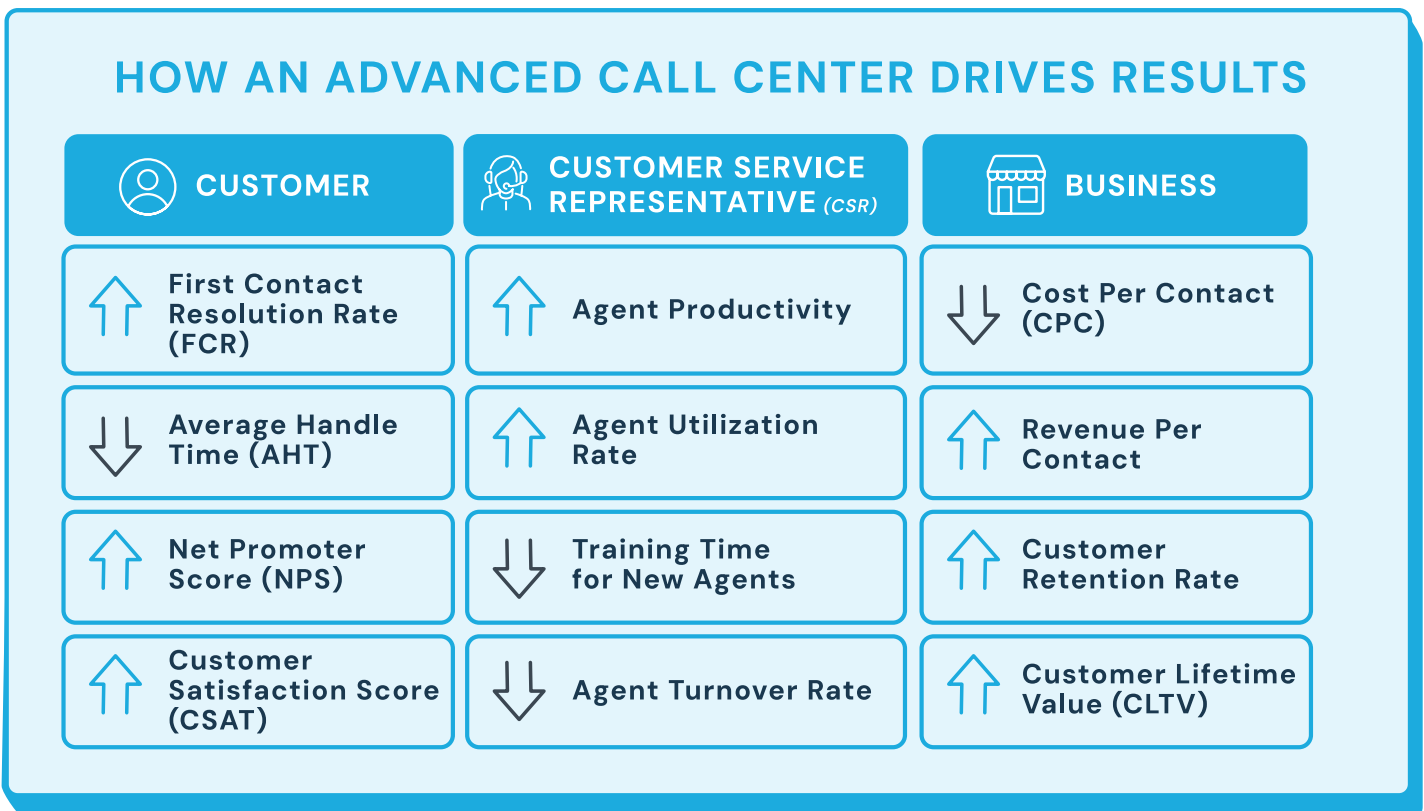 HOW AN ADVANCED CALL CENTER DRIVES RESULTS
CUSTOMER
CUSTOMER SERVICE
REPRESENTATIVE (CSR)
BUSINESS
First Contact
Resolution Rate
(FCR)
Agent Productivity
Cost Per Contact
(CPC)
Average Handle
Time (AHT)
Agent Utilization
Rate
Revenue Per
Contact
Net Promoter
Score (NPS)
Training Time
for New Agents
Customer
Retention Rate
Customer
Satisfaction Score
(CSAT)
Agent Turnover Rate
Customer Lifetime
Value (CLTV)